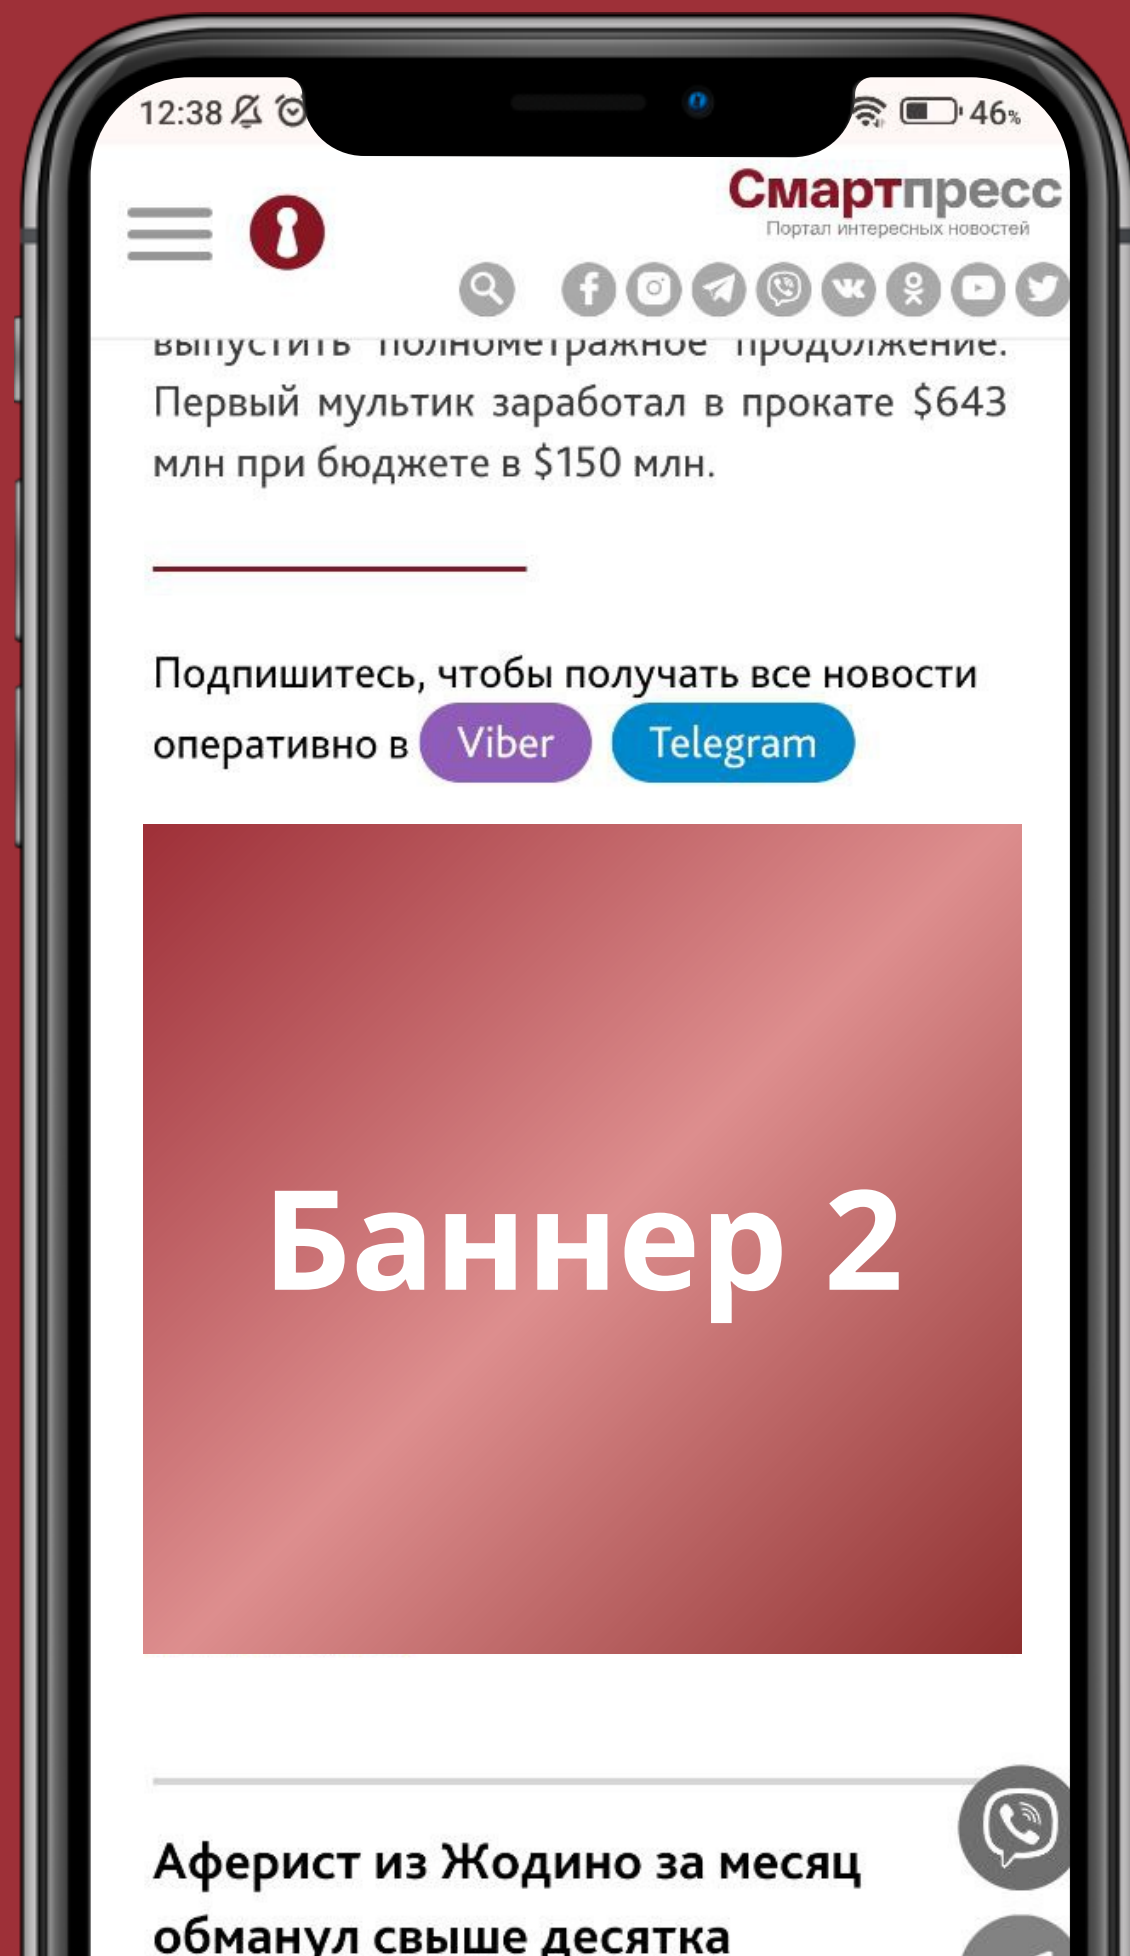 12:38
46%
Смартпресс
Портал интересных новостей
выпустить полнометражное продолжение.
Первый мультик заработал в прокате $643
млн при бюджете в $150 млн.
Подпишитесь, чтобы получать все новости
оперативно в Viber Telegram
Баннер 2
Аферист из Жодино за месяц
обманул свыше десятка